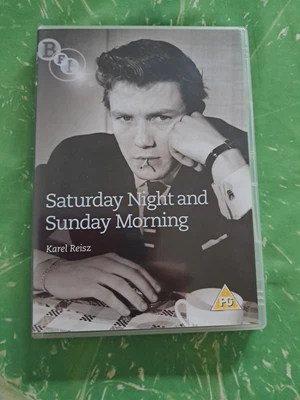 BFI
Saturday Night and
Sunday Morning
Karel Reisz
PG